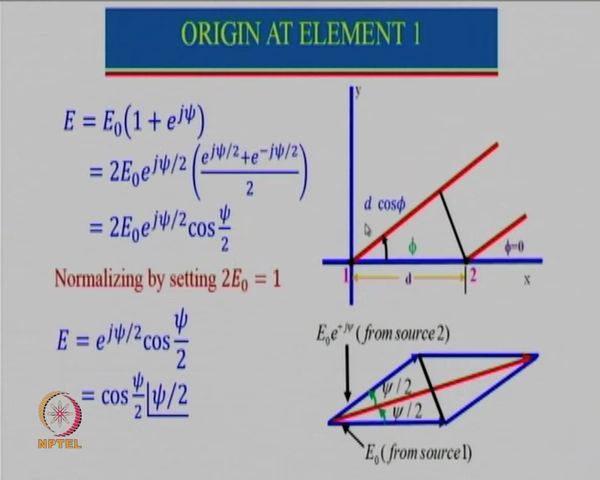 ORIGIN AT ELEMENT 1
E = E₀(1 + e^{jψ})
= 2E₀e^{jψ/2} ( (e^{jψ/2}+e^{-jψ/2}) / 2 )
= 2E₀e^{jψ/2} cos ψ/2
Normalizing by setting 2E₀ = 1
E = e^{jψ/2} cos ψ/2
= cos ψ/2 ∠ψ/2
NPTEL
y
d cosϕ
ϕ
ϕ=0
1
d
2
x
E₀e^{+jψ} (from source 2)
ψ / 2
ψ / 2
E₀ (from source 1)